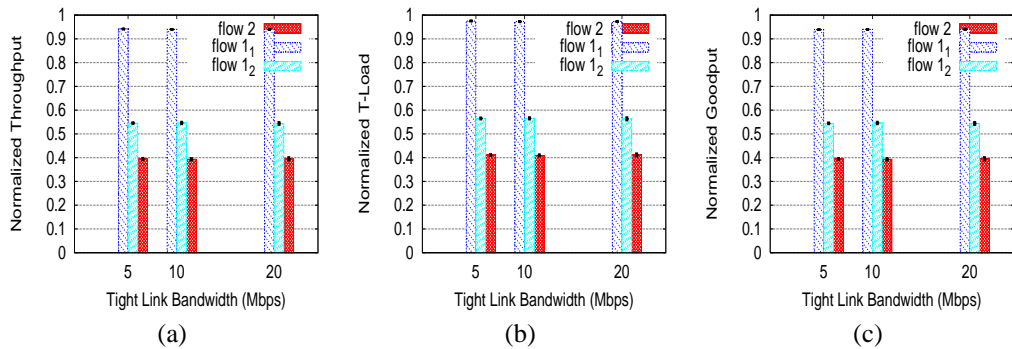 Normalized Throughput
1
0.9
0.8
0.7
0.6
0.5
0.4
0.3
0.2
0.1
0
flow 2
flow 1₁
flow 1₂
5 10 20
Tight Link Bandwidth (Mbps)
(a)
Normalized T-Load
1
0.9
0.8
0.7
0.6
0.5
0.4
0.3
0.2
0.1
0
flow 2
flow 1₁
flow 1₂
5 10 20
Tight Link Bandwidth (Mbps)
(b)
Normalized Goodput
1
0.9
0.8
0.7
0.6
0.5
0.4
0.3
0.2
0.1
0
flow 2
flow 1₁
flow 1₂
5 10 20
Tight Link Bandwidth (Mbps)
(c)